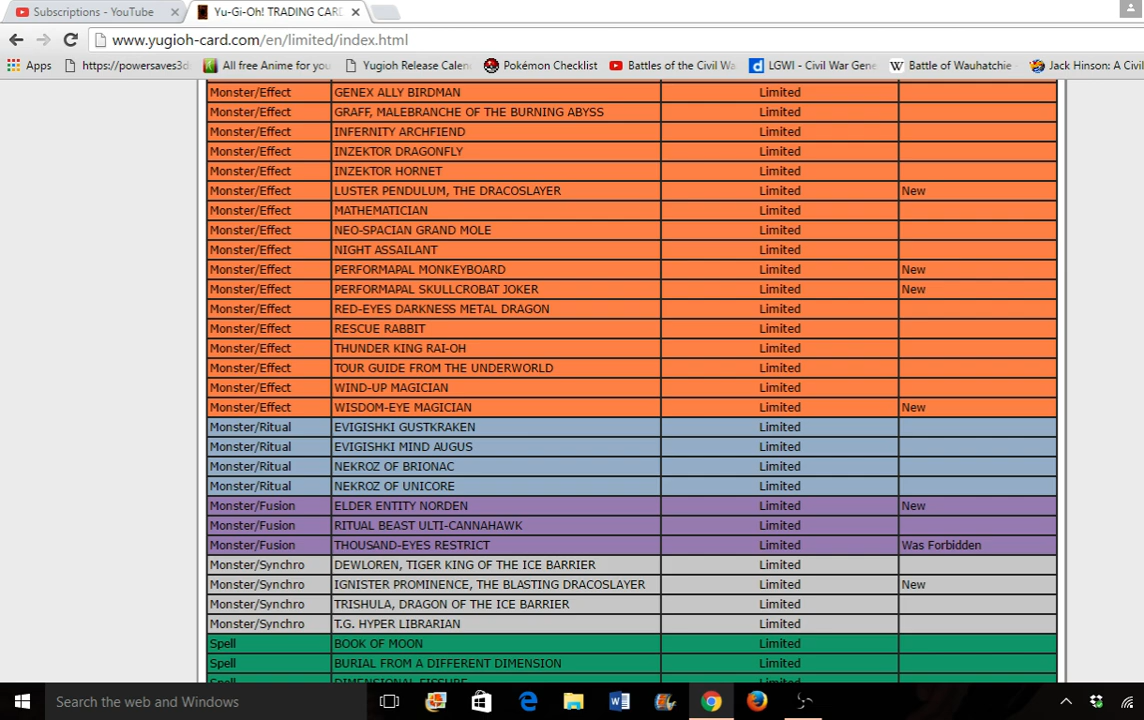 Subscriptions - YouTube × Yu-Gi-Oh! TRADING CARD ×
www.yugioh-card.com/en/limited/index.html
Apps https://powersaves3d All free Anime for you Yugioh Release Calen Pokémon Checklist Battles of the Civil Wa LGWI - Civil War Gene Battle of Wauhatchie Jack Hinson: A Civil
Monster/Effect GENEX ALLY BIRDMAN Limited
Monster/Effect GRAFF, MALEBRANCHE OF THE BURNING ABYSS Limited
Monster/Effect INFERNITY ARCHFIEND Limited
Monster/Effect INZEKTOR DRAGONFLY Limited
Monster/Effect INZEKTOR HORNET Limited
Monster/Effect LUSTER PENDULUM, THE DRACOSLAYER Limited New
Monster/Effect MATHEMATICIAN Limited
Monster/Effect NEO-SPACIAN GRAND MOLE Limited
Monster/Effect NIGHT ASSAILANT Limited
Monster/Effect PERFORMAPAL MONKEYBOARD Limited New
Monster/Effect PERFORMAPAL SKULLCROBAT JOKER Limited New
Monster/Effect RED-EYES DARKNESS METAL DRAGON Limited
Monster/Effect RESCUE RABBIT Limited
Monster/Effect THUNDER KING RAI-OH Limited
Monster/Effect TOUR GUIDE FROM THE UNDERWORLD Limited
Monster/Effect WIND-UP MAGICIAN Limited
Monster/Effect WISDOM-EYE MAGICIAN Limited New
Monster/Ritual EVIGISHKI GUSTKRAKEN Limited
Monster/Ritual EVIGISHKI MIND AUGUS Limited
Monster/Ritual NEKROZ OF BRIONAC Limited
Monster/Ritual NEKROZ OF UNICORE Limited
Monster/Fusion ELDER ENTITY NORDEN Limited New
Monster/Fusion RITUAL BEAST ULTI-CANNAHAWK Limited
Monster/Fusion THOUSAND-EYES RESTRICT Limited Was Forbidden
Monster/Synchro DEWLOREN, TIGER KING OF THE ICE BARRIER Limited
Monster/Synchro IGNISTER PROMINENCE, THE BLASTING DRACOSLAYER Limited New
Monster/Synchro TRISHULA, DRAGON OF THE ICE BARRIER Limited
Monster/Synchro T.G. HYPER LIBRARIAN Limited
Spell BOOK OF MOON Limited
Spell BURIAL FROM A DIFFERENT DIMENSION Limited
Spell DIMENSIONAL FISSURE Limited
Search the web and Windows